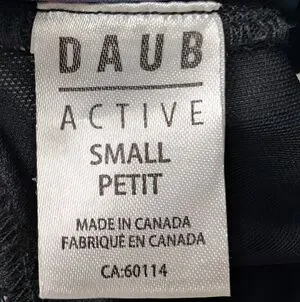 DAUB
ACTIVE
SMALL
PETIT
MADE IN CANADA
FABRIQUÉ EN CANADA
CA:60114